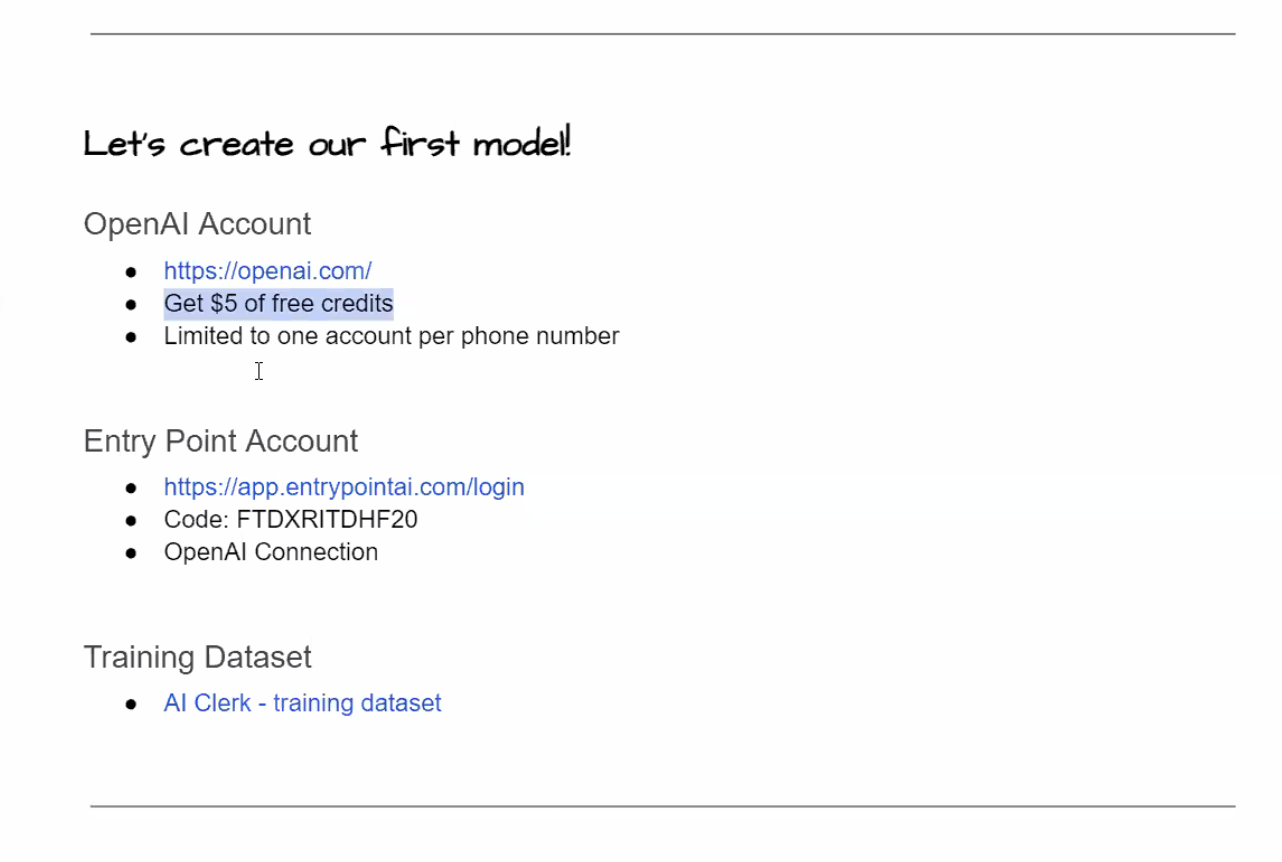 Let's create our first model!
OpenAI Account
● https://openai.com/
● Get $5 of free credits
● Limited to one account per phone number
Entry Point Account
● https://app.entrypointai.com/login
● Code: FTDXRITDHF20
● OpenAI Connection
Training Dataset
● AI Clerk - training dataset